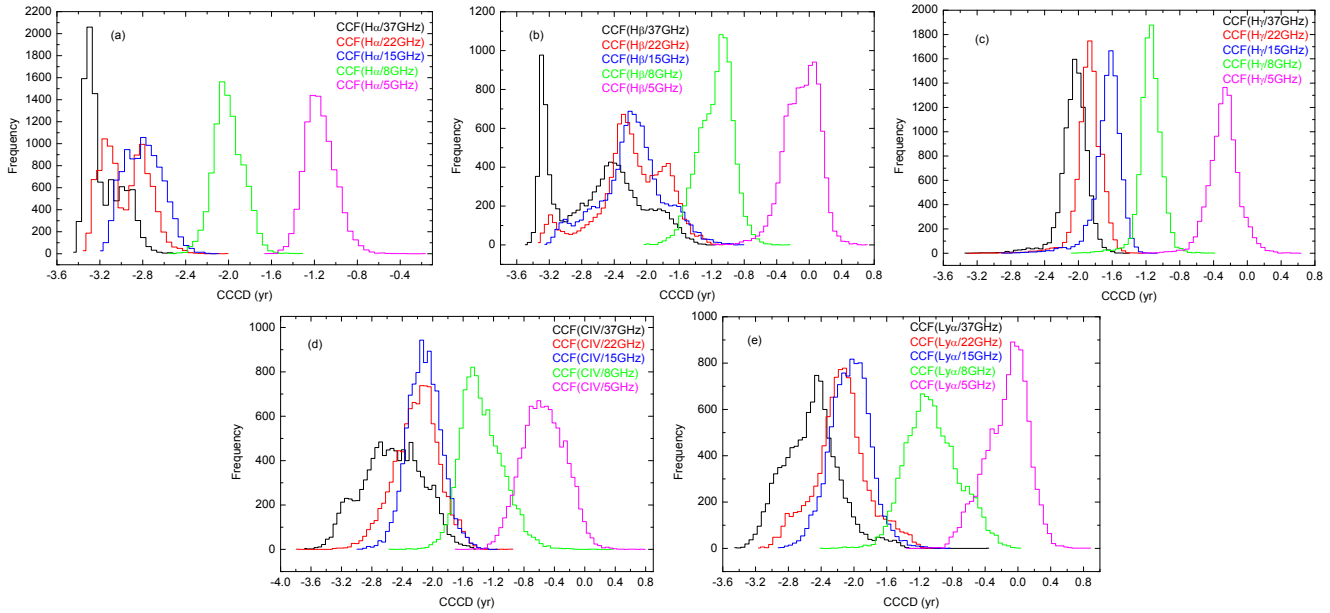 (a)
CCF(Hα/37GHz)
CCF(Hα/22GHz)
CCF(Hα/15GHz)
CCF(Hα/8GHz)
CCF(Hα/5GHz)
Frequency
2200
2000
1800
1600
1400
1200
1000
800
600
400
200
0
-3.6 -3.2 -2.8 -2.4 -2.0 -1.6 -1.2 -0.8 -0.4
CCCD (yr)
(b)
CCF(Hβ/37GHz)
CCF(Hβ/22GHz)
CCF(Hβ/15GHz)
CCF(Hβ/8GHz)
CCF(Hβ/5GHz)
Frequency
1200
1000
800
600
400
200
0
-3.6 -3.2 -2.8 -2.4 -2.0 -1.6 -1.2 -0.8 -0.4 0.0 0.4 0.8
CCCD (yr)
(c)
CCF(Hγ/37GHz)
CCF(Hγ/22GHz)
CCF(Hγ/15GHz)
CCF(Hγ/8GHz)
CCF(Hγ/5GHz)
Frequency
2000
1800
1600
1400
1200
1000
800
600
400
200
0
-3.6 -3.2 -2.8 -2.4 -2.0 -1.6 -1.2 -0.8 -0.4 0.0 0.4 0.8
CCCD (yr)
(d)
CCF(CIV/37GHz)
CCF(CIV/22GHz)
CCF(CIV/15GHz)
CCF(CIV/8GHz)
CCF(CIV/5GHz)
Frequency
1000
800
600
400
200
0
-4.0 -3.6 -3.2 -2.8 -2.4 -2.0 -1.6 -1.2 -0.8 -0.4 0.0 0.4 0.8
CCCD (yr)
(e)
CCF(Lyα/37GHz)
CCF(Lyα/22GHz)
CCF(Lyα/15GHz)
CCF(Lyα/8GHz)
CCF(Lyα/5GHz)
Frequency
1000
800
600
400
200
0
-3.6 -3.2 -2.8 -2.4 -2.0 -1.6 -1.2 -0.8 -0.4 0.0 0.4 0.8
CCCD (yr)